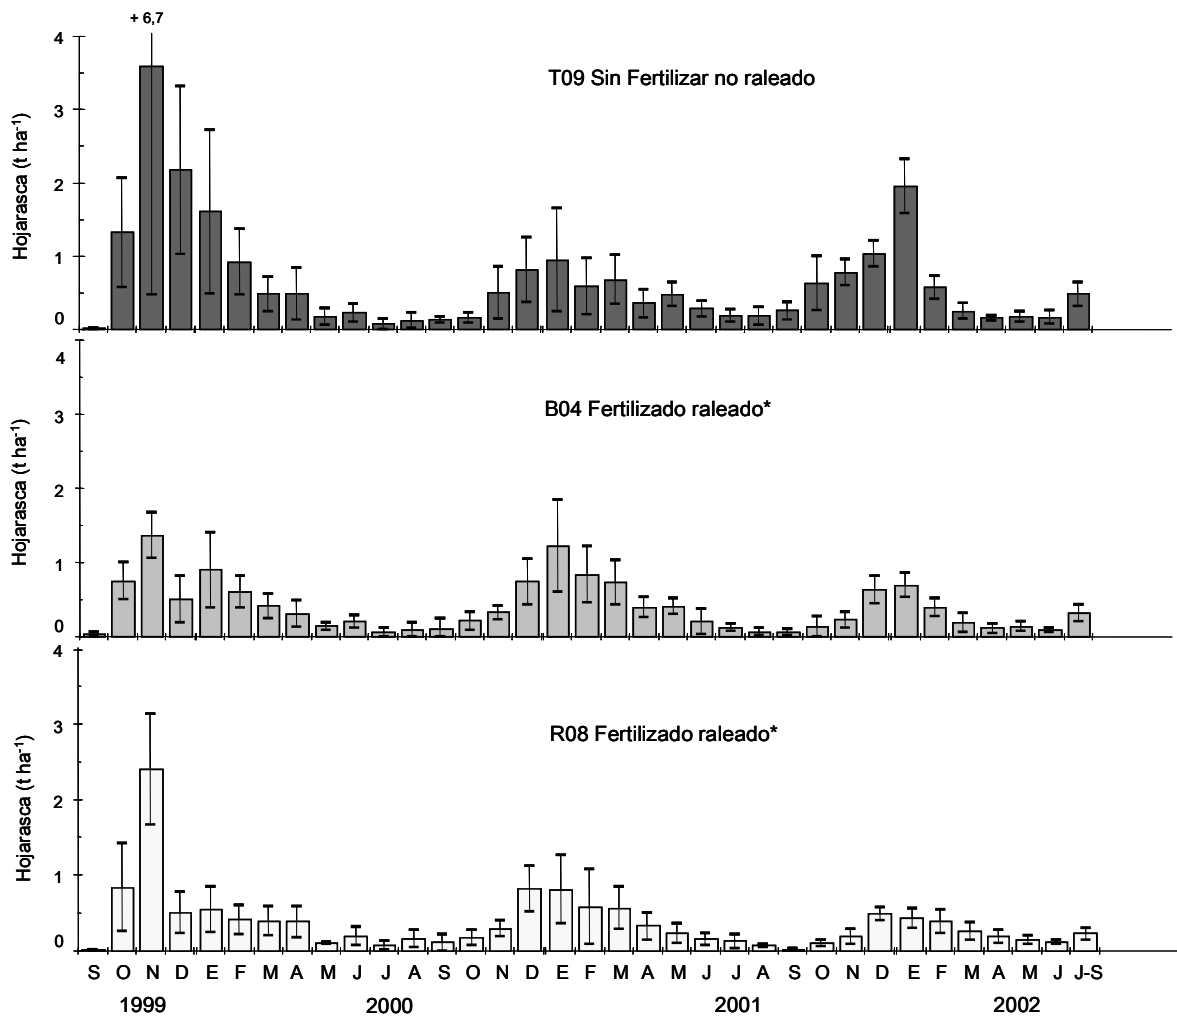 + 6,7
4
T09 Sin Fertilizar no raleado
3
2
1
0
Hojarasca (t ha⁻¹)
4
B04 Fertilizado raleado*
3
2
1
0
Hojarasca (t ha⁻¹)
4
R08 Fertilizado raleado*
3
2
1
0
Hojarasca (t ha⁻¹)
S O N D E F M A M J J A S O N D E F M A M J J A S O N D E F M A M J J-S
1999 2000 2001 2002